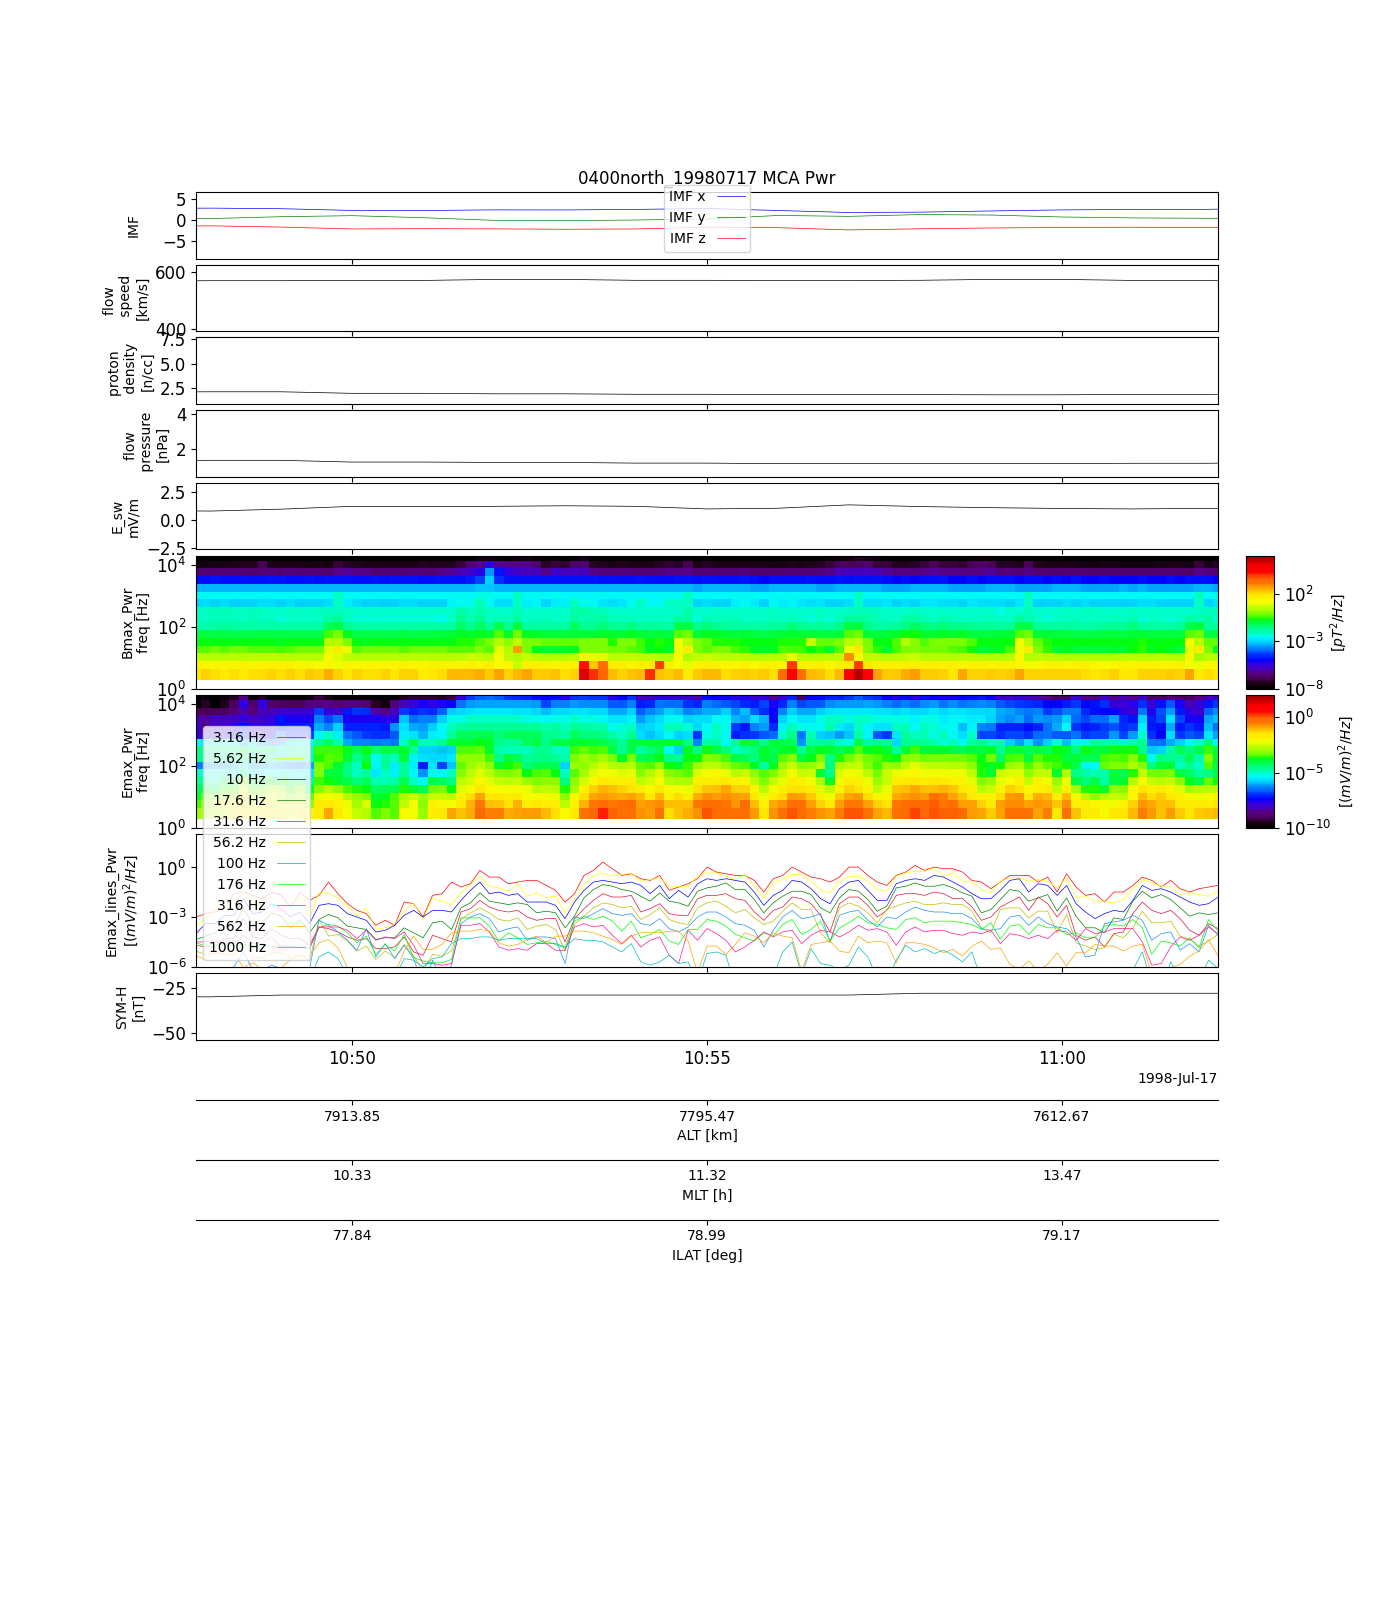 0400north_19980717 MCA Pwr
5
0
−5
IMF
IMF x
IMF y
IMF z
600
400
flow
speed
[km/s]
7.5
5.0
2.5
proton
density
[n/cc]
4
2
flow
pressure
[nPa]
2.5
0.0
−2.5
E_sw
mV/m
10^4
10^2
10^0
Bmax_Pwr
freq [Hz]
10^2
10^−3
10^−8
[pT^2/Hz]
10^4
10^2
10^0
Emax_Pwr
freq [Hz]
10^0
10^−5
10^−10
[(mV/m)^2/Hz]
3.16 Hz
5.62 Hz
10 Hz
17.6 Hz
31.6 Hz
56.2 Hz
100 Hz
176 Hz
316 Hz
562 Hz
1000 Hz
10^0
10^−3
10^−6
Emax_lines_Pwr
[(mV/m)^2/Hz]
−25
−50
SYM-H
[nT]
10:50 10:55 11:00
1998-Jul-17
7913.85 7795.47 7612.67
ALT [km]
10.33 11.32 13.47
MLT [h]
77.84 78.99 79.17
ILAT [deg]